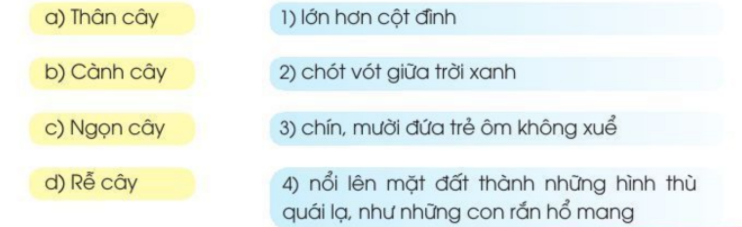 a) Thân cây
1) lớn hơn cột đình
b) Cành cây
2) chót vót giữa trời xanh
c) Ngọn cây
3) chín, mười đứa trẻ ôm không xuể
d) Rễ cây
4) nổi lên mặt đất thành những hình thù
quái lạ, như những con rắn hổ mang